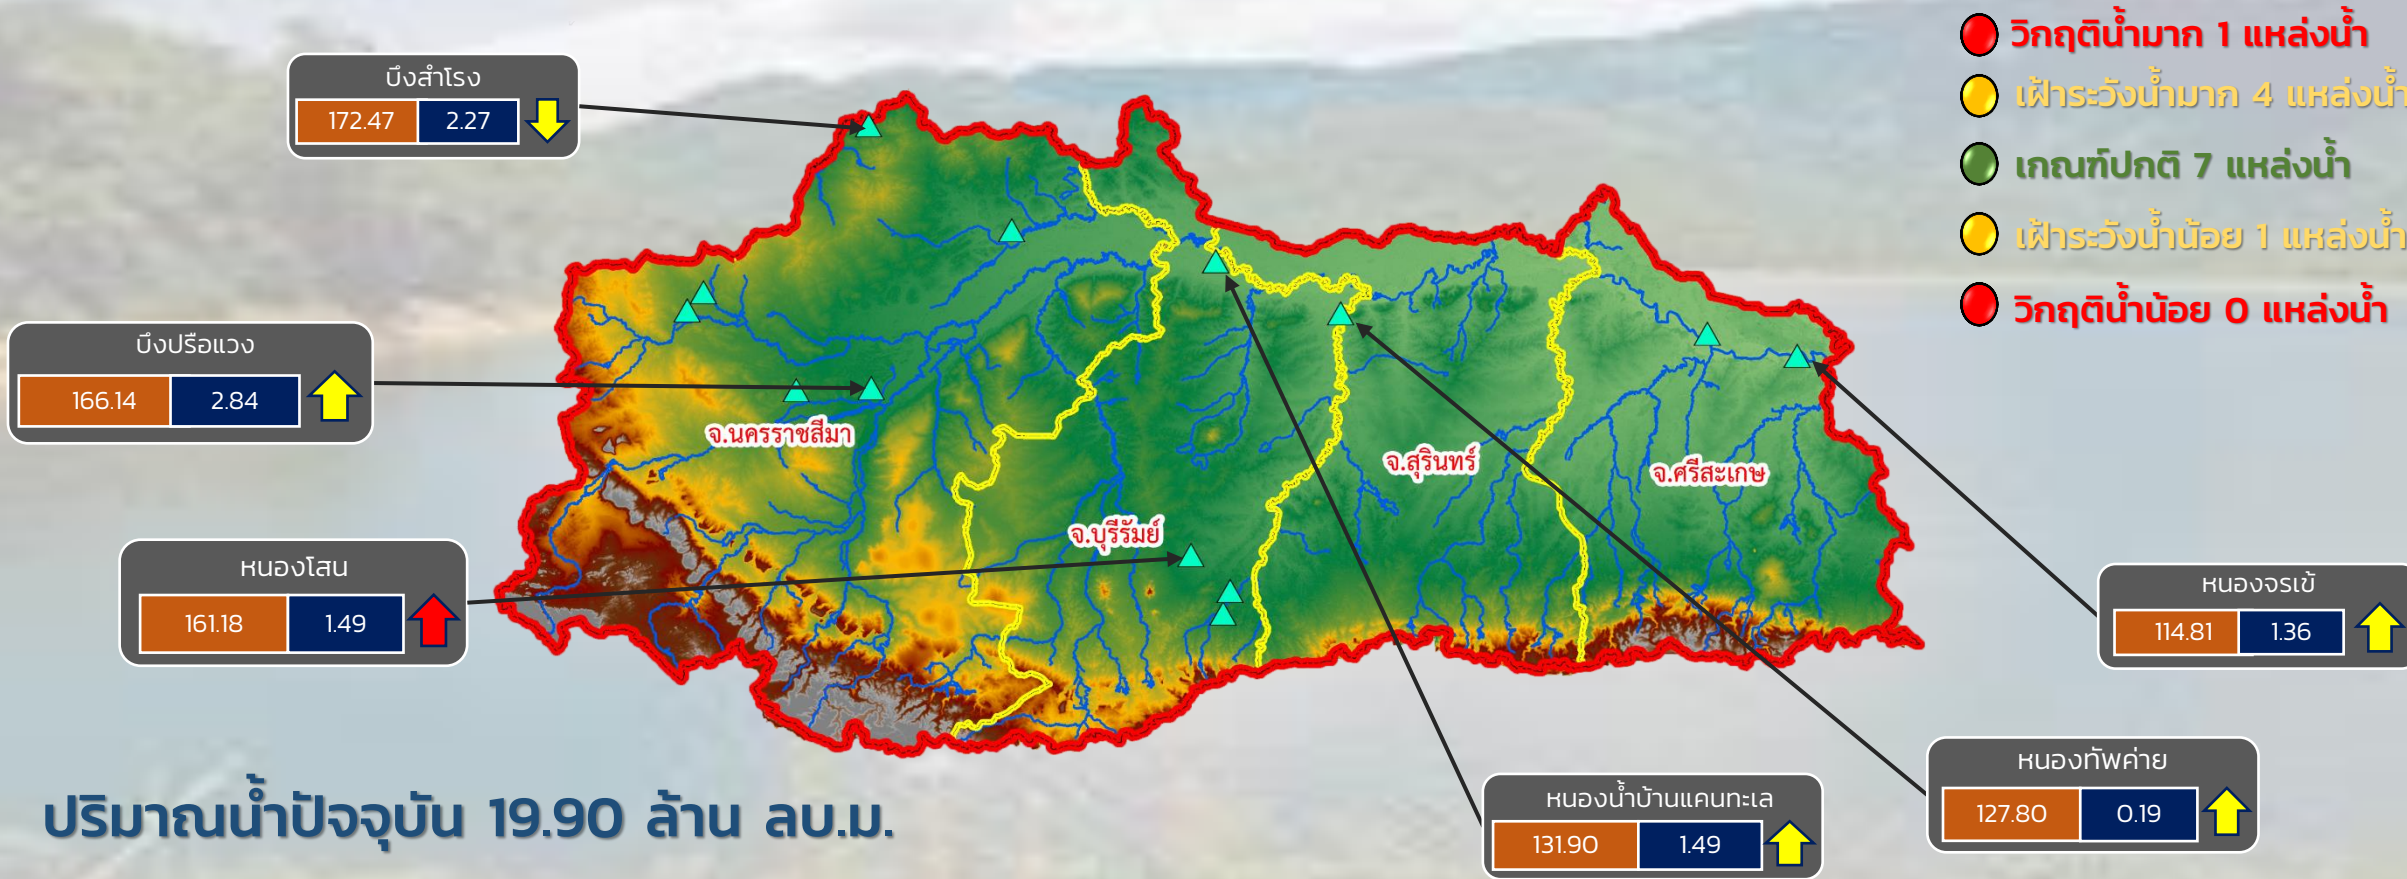 วิกฤติน้ำมาก 1 แหล่งน้ำ
เฝ้าระวังน้ำมาก 4 แหล่งน้ำ
เกณฑ์ปกติ 7 แหล่งน้ำ
เฝ้าระวังน้ำน้อย 1 แหล่งน้ำ
วิกฤติน้ำน้อย 0 แหล่งน้ำ
บึงสำโรง
172.47 2.27
บึงปรือแวง
166.14 2.84
หนองโสน
161.18 1.49
จ.นครราชสีมา
จ.บุรีรัมย์
จ.สุรินทร์
จ.ศรีสะเกษ
หนองจรเข้
114.81 1.36
หนองทัพค่าย
127.80 0.19
หนองน้ำบ้านแคนทะเล
131.90 1.49
ปริมาณน้ำปัจจุบัน 19.90 ล้าน ลบ.ม.